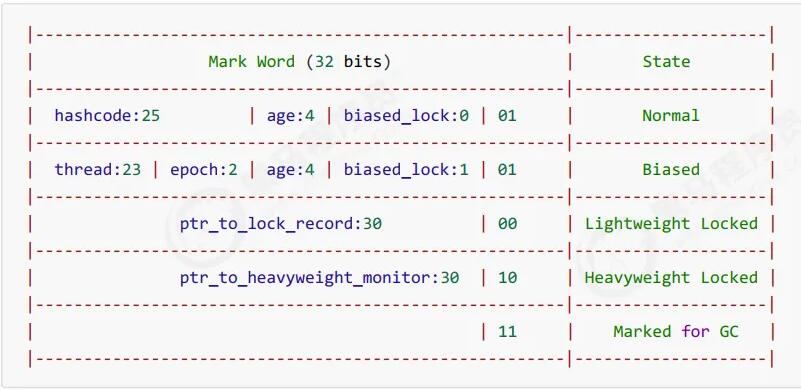 |------------------------------------------------------|--------------------|
| Mark Word (32 bits) | State |
|------------------------------------------------------|--------------------|
| hashcode:25 | age:4 | biased_lock:0 | 01 | Normal |
|------------------------------------------------------|--------------------|
| thread:23 | epoch:2 | age:4 | biased_lock:1 | 01 | Biased |
|------------------------------------------------------|--------------------|
| ptr_to_lock_record:30 | 00 | Lightweight Locked |
|------------------------------------------------------|--------------------|
| ptr_to_heavyweight_monitor:30 | 10 | Heavyweight Locked |
|------------------------------------------------------|--------------------|
| | 11 | Marked for GC |
|------------------------------------------------------|--------------------|